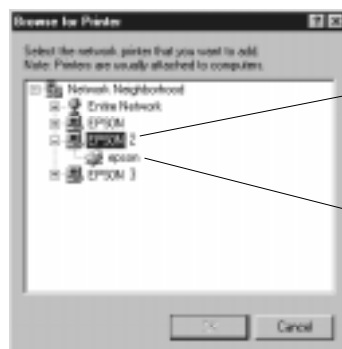 Browse for Printer
Select the network printer that you want to add.
Note: Printers are usually attached to computers.
Network Neighborhood
Entire Network
EPSON
EPSON 2
epson
EPSON 3
OK
Cancel